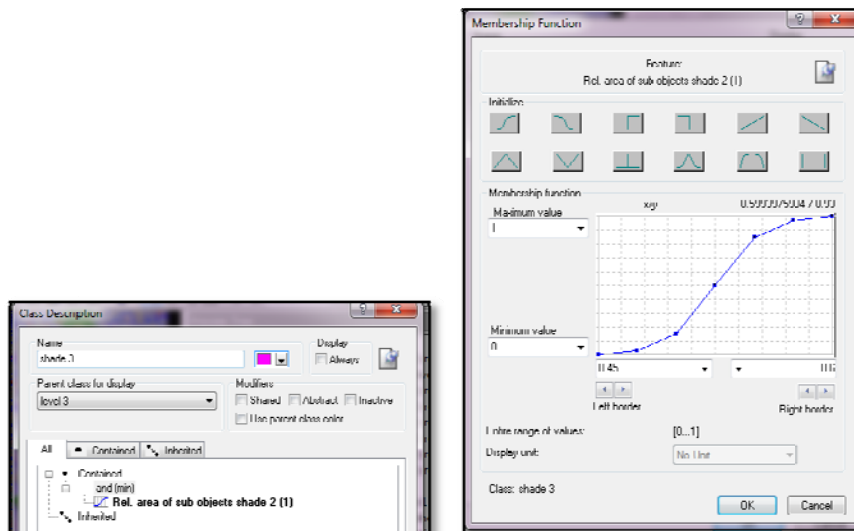 Membership Function
Feature:
Rel. area of sub objects shade 2 (1)
Initialize
Membership function
Maximum value
x/y
1
Minimum value
0
0.45
Left border
Right border
Entire range of values:
[0...1]
Display unit:
No Unit
Class: shade 3
OK
Cancel
Class Description
Name
shade 3
Display
Always
Parent class for display
level 3
Modifiers
Shared
Abstract
Inactive
Use parent class color
All
Contained
Inherited
Contained
and (min)
Rel. area of sub objects shade 2 (1)
Inherited